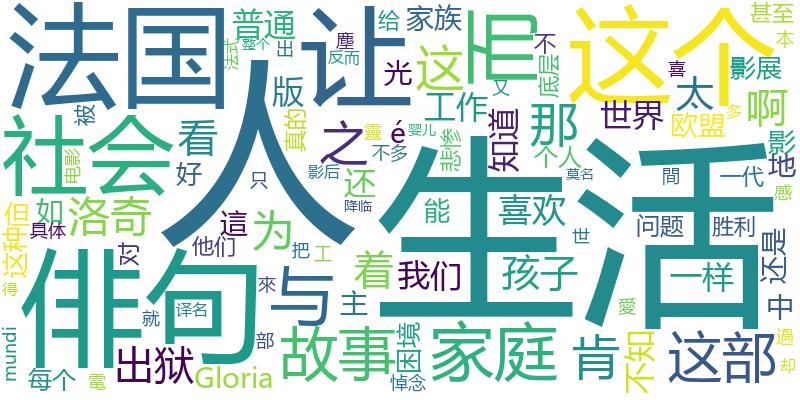 法国 人 让 吉 这个
社会 生活 俳句
普通 给 家族 甚至
法式 整个 出 反而 不 本
版 光 这 底层 喜 影展
被 塵 又 太 多
看 之 é 工作 那 世界 欧盟 啊
真的 靈 婴儿 知道 影
电影 好 影后 不多 悲惨 个人 地
只 莫名 間 一代 感
但 如 洛奇 這 为 还 能 喜欢 问题 胜利
这种 具体 对 他们 降临 世
把 工 着 我们 孩子 一样 中 还是
得 译名 與 主 來 愛 過
mundi 就 部 故事 困境 家庭 肯 不知 这部 却
每个 電 出狱 Gloria 悼念